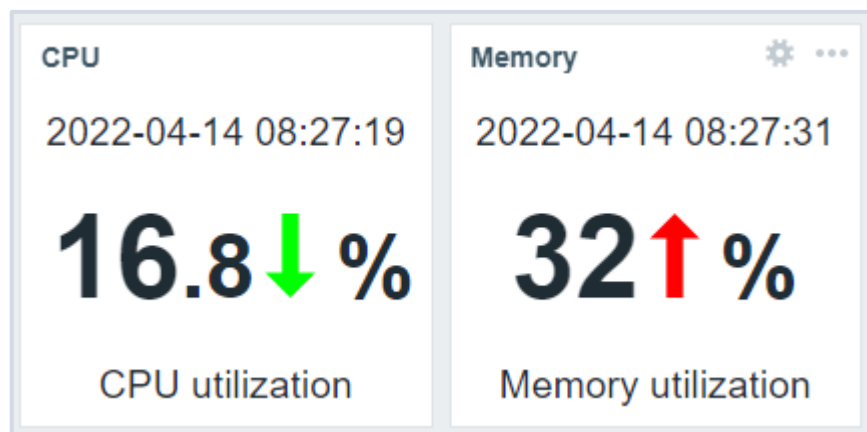 CPU
2022-04-14 08:27:19
16.8↓ %
CPU utilization
Memory
2022-04-14 08:27:31
32↑ %
Memory utilization